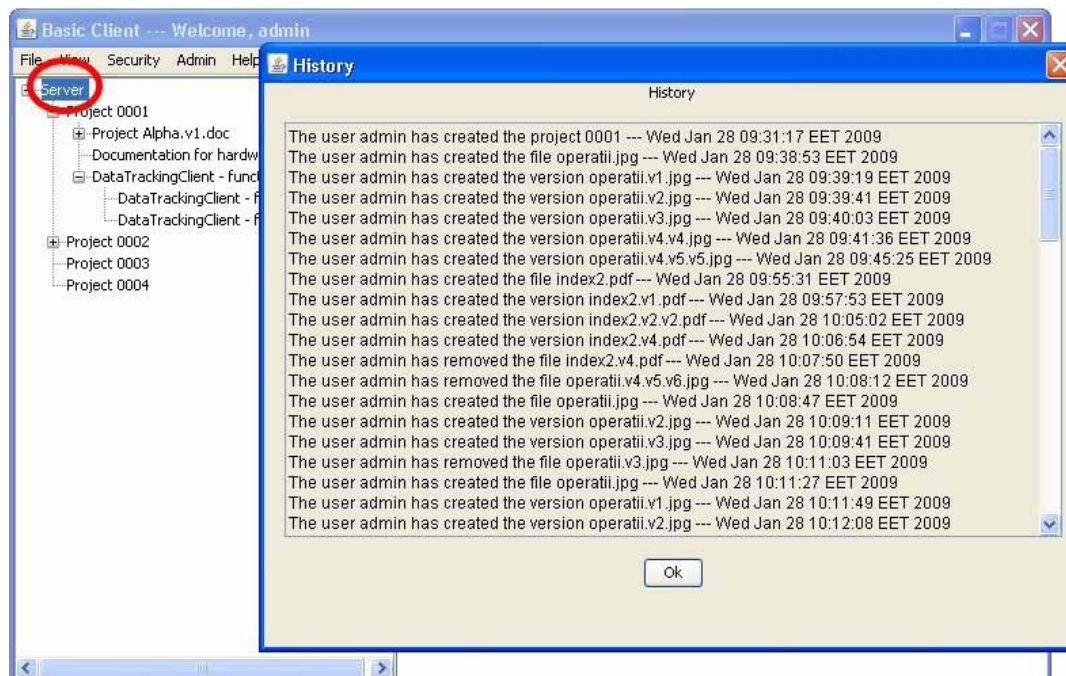 Basic Client --- Welcome, admin
File View Security Admin Help
Server
Project 0001
Project Alpha.v1.doc
Documentation for hardw
DataTrackingClient - funct
DataTrackingClient - f
DataTrackingClient - f
Project 0002
Project 0003
Project 0004
History
History
The user admin has created the project 0001 --- Wed Jan 28 09:31:17 EET 2009
The user admin has created the file operatii.jpg --- Wed Jan 28 09:38:53 EET 2009
The user admin has created the version operatii.v1.jpg --- Wed Jan 28 09:39:19 EET 2009
The user admin has created the version operatii.v2.jpg --- Wed Jan 28 09:39:41 EET 2009
The user admin has created the version operatii.v3.jpg --- Wed Jan 28 09:40:03 EET 2009
The user admin has created the version operatii.v4.v4.jpg --- Wed Jan 28 09:41:36 EET 2009
The user admin has created the version operatii.v4.v5.v5.jpg --- Wed Jan 28 09:45:25 EET 2009
The user admin has created the file index2.pdf --- Wed Jan 28 09:55:31 EET 2009
The user admin has created the version index2.v1.pdf --- Wed Jan 28 09:57:53 EET 2009
The user admin has created the version index2.v2.v2.pdf --- Wed Jan 28 10:05:02 EET 2009
The user admin has created the version index2.v4.pdf --- Wed Jan 28 10:06:54 EET 2009
The user admin has removed the file index2.v4.pdf --- Wed Jan 28 10:07:50 EET 2009
The user admin has removed the file operatii.v4.v5.v6.jpg --- Wed Jan 28 10:08:12 EET 2009
The user admin has created the file operatii.jpg --- Wed Jan 28 10:08:47 EET 2009
The user admin has created the version operatii.v2.jpg --- Wed Jan 28 10:09:11 EET 2009
The user admin has created the version operatii.v3.jpg --- Wed Jan 28 10:09:41 EET 2009
The user admin has removed the file operatii.v3.jpg --- Wed Jan 28 10:11:03 EET 2009
The user admin has created the file operatii.jpg --- Wed Jan 28 10:11:27 EET 2009
The user admin has created the version operatii.v1.jpg --- Wed Jan 28 10:11:49 EET 2009
The user admin has created the version operatii.v2.jpg --- Wed Jan 28 10:12:08 EET 2009
Ok